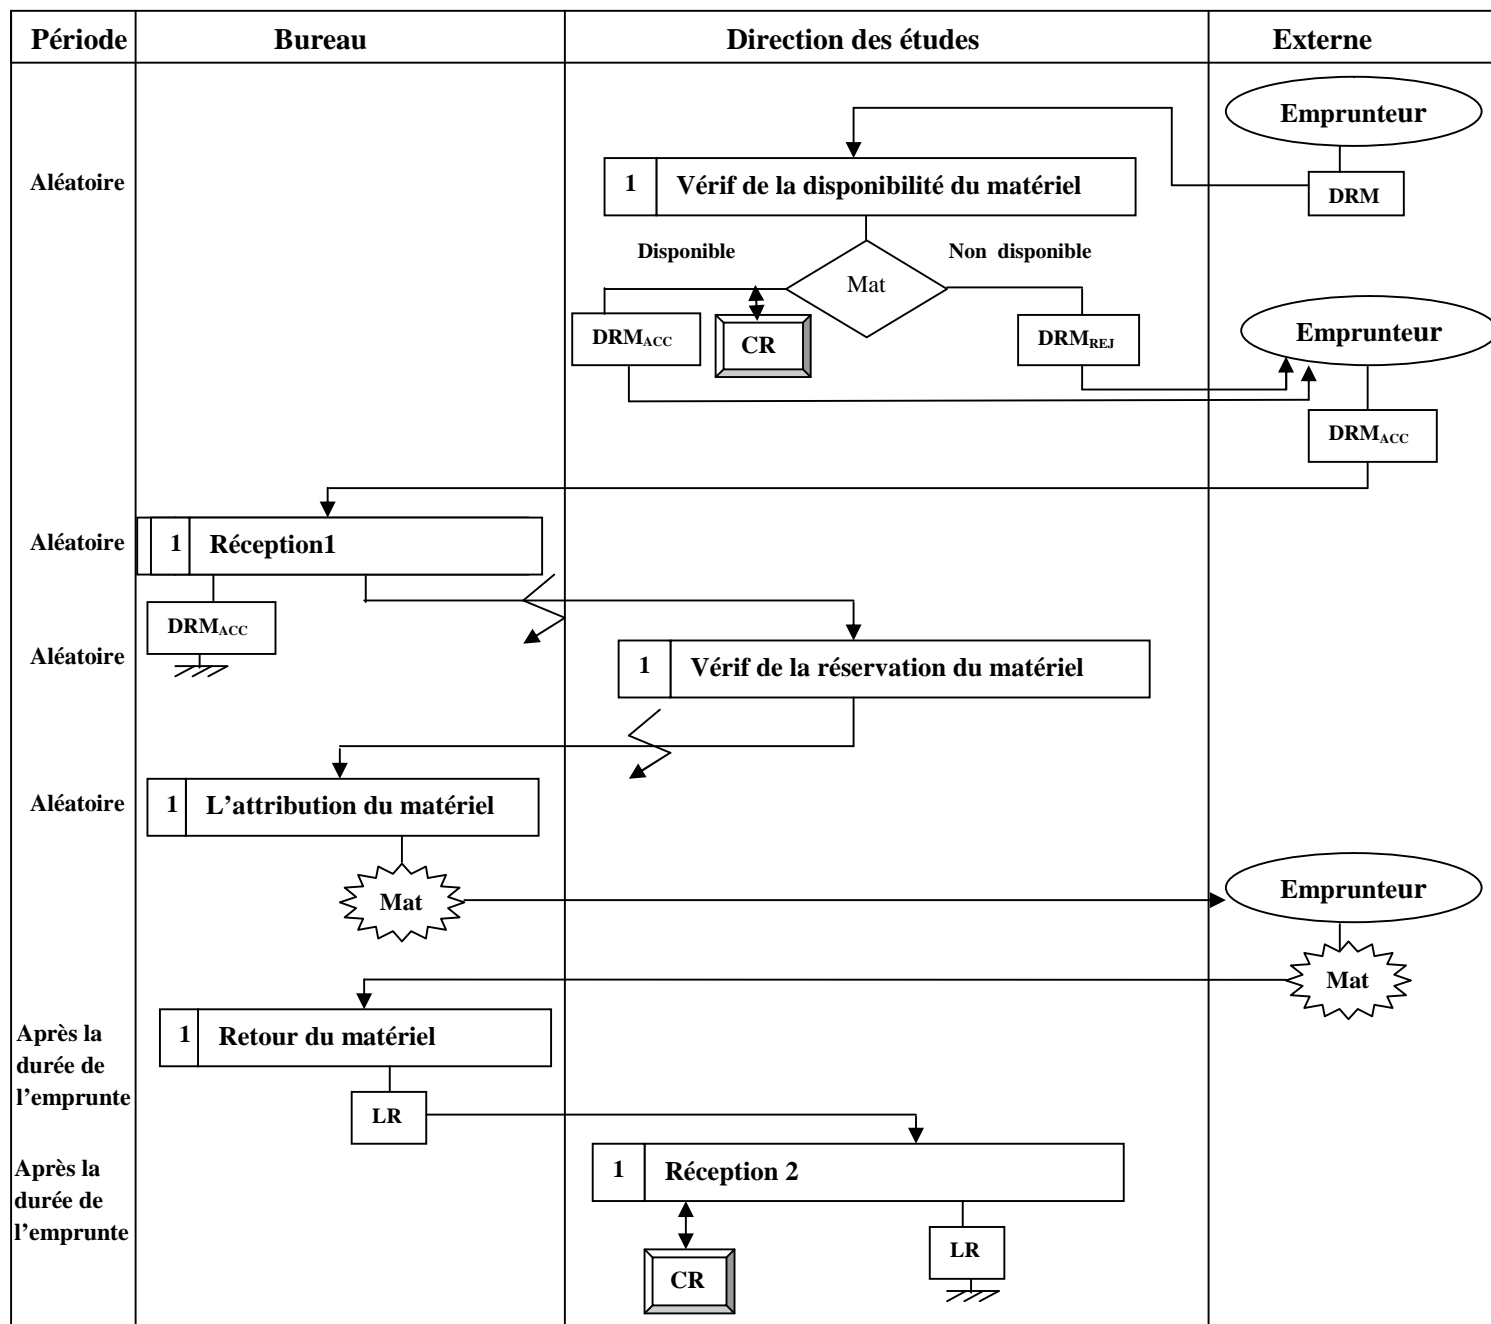 Période Bureau Direction des études Externe
Emprunteur
Aléatoire 1 Vérif de la disponibilité du matériel DRM
Disponible Non disponible
Mat
DRMACC CR DRMREJ Emprunteur
DRMACC
Aléatoire 1 Réception1
DRMACC
Aléatoire 1 Vérif de la réservation du matériel
Aléatoire 1 L'attribution du matériel
Mat Emprunteur
Mat
Après la
durée de
l'emprunte
1 Retour du matériel
LR
Après la
durée de
l'emprunte
1 Réception 2
LR
CR